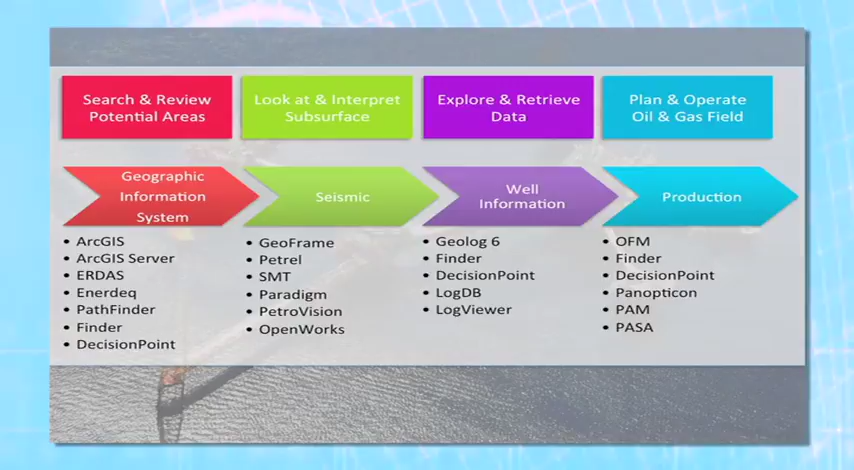 Search & Review
Potential Areas
Look at & Interpret
Subsurface
Explore & Retrieve
Data
Plan & Operate
Oil & Gas Field
Geographic
Information
System
Seismic
Well
Information
Production
• ArcGIS
• ArcGIS Server
• ERDAS
• Enerdeq
• PathFinder
• Finder
• DecisionPoint
• GeoFrame
• Petrel
• SMT
• Paradigm
• PetroVision
• OpenWorks
• Geolog 6
• Finder
• DecisionPoint
• LogDB
• LogViewer
• OFM
• Finder
• DecisionPoint
• Panopticon
• PAM
• PASA